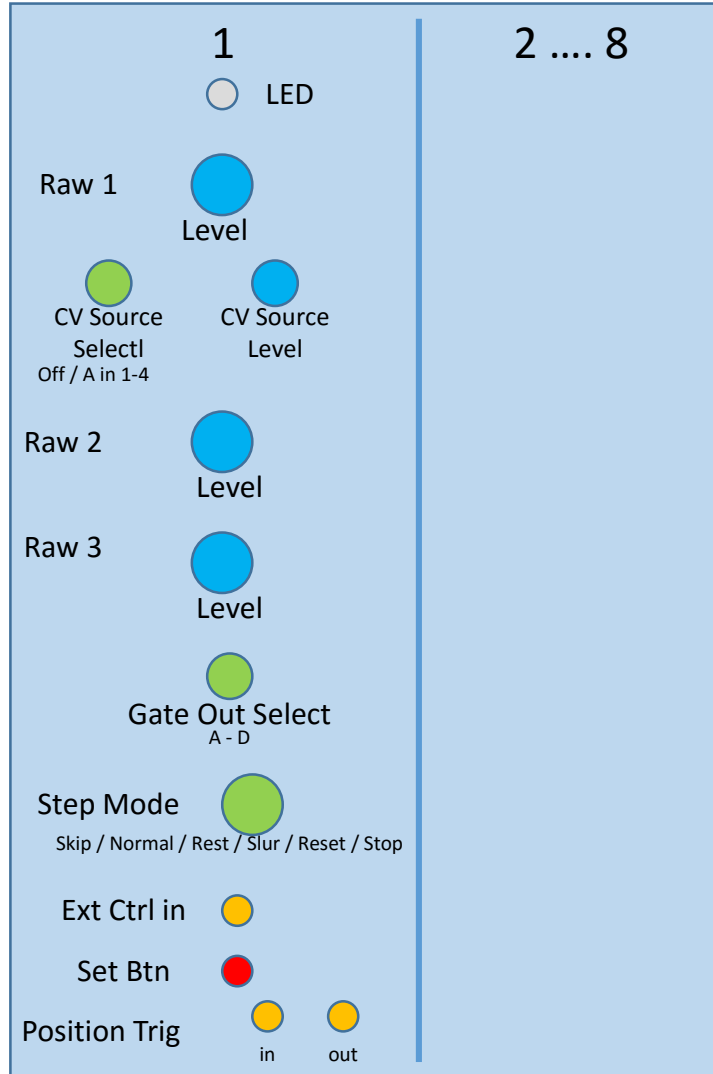 1
2 .... 8
LED
Raw 1
Level
CV Source
Selectl
Off / A in 1-4
CV Source
Level
Raw 2
Level
Raw 3
Level
Gate Out Select
A - D
Step Mode
Skip / Normal / Rest / Slur / Reset / Stop
Ext Ctrl in
Set Btn
Position Trig
in
out